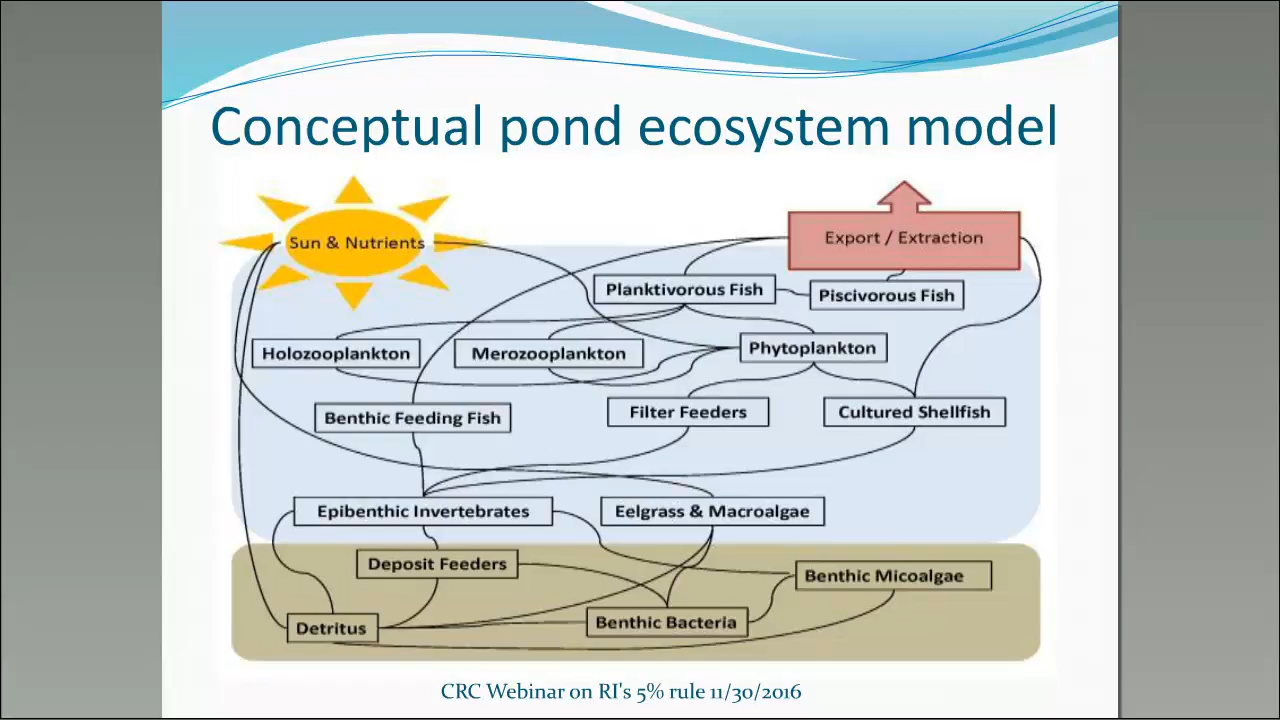 Conceptual pond ecosystem model
Sun & Nutrients
Export / Extraction
Planktivorous Fish
Piscivorous Fish
Holozooplankton
Merozooplankton
Phytoplankton
Benthic Feeding Fish
Filter Feeders
Cultured Shellfish
Epibenthic Invertebrates
Eelgrass & Macroalgae
Deposit Feeders
Benthic Micoalgae
Detritus
Benthic Bacteria
CRC Webinar on RI's 5% rule 11/30/2016